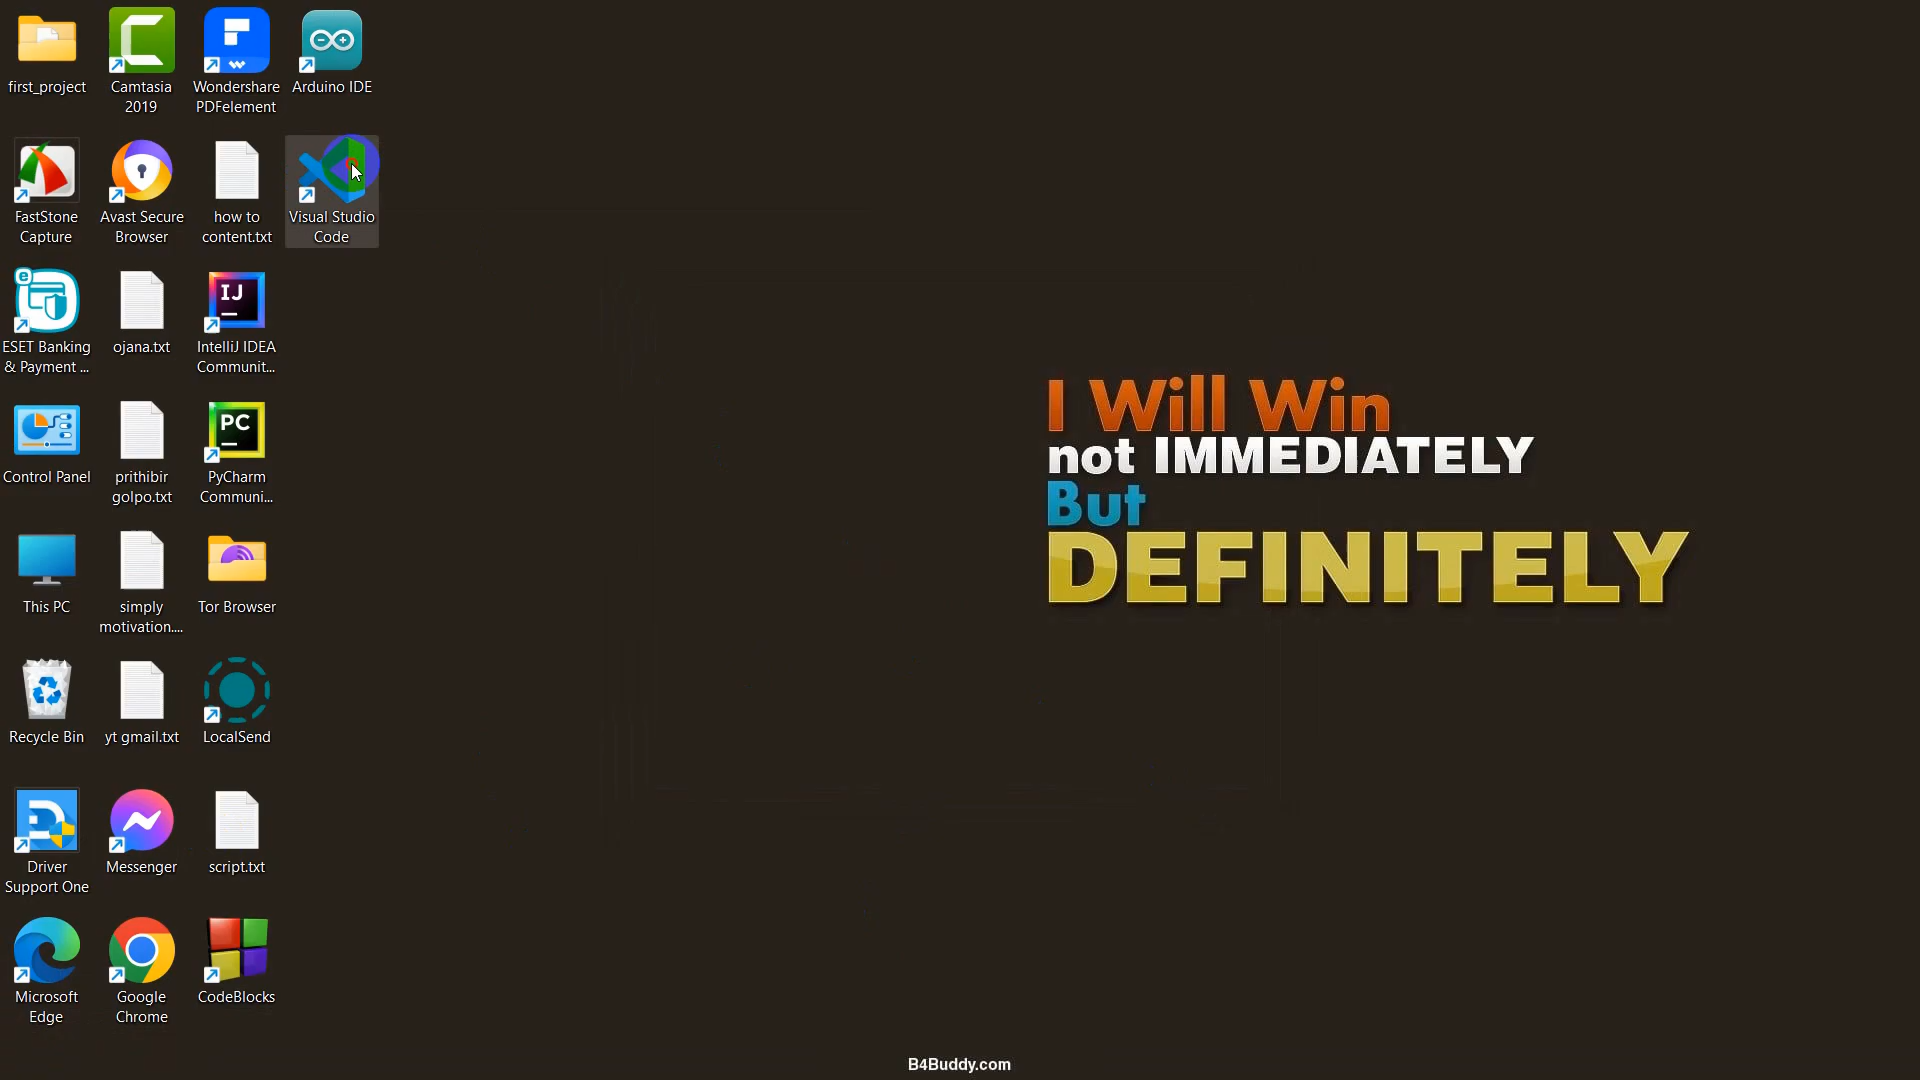 first_project
Camtasia
2019
Wondershare
PDFelement
Arduino IDE
FastStone
Capture
Avast Secure
Browser
how to
content.txt
Visual Studio
Code
ESET Banking
& Payment ...
ojana.txt
IJ
IntelliJ IDEA
Communit...
Control Panel
prithibir
golpo.txt
PC
PyCharm
Communi...
This PC
simply
motivation....
Tor Browser
Recycle Bin
yt gmail.txt
LocalSend
Driver
Support One
Messenger
script.txt
Microsoft
Edge
Google
Chrome
CodeBlocks
I Will Win
not IMMEDIATELY
But
DEFINITELY
B4Buddy.com